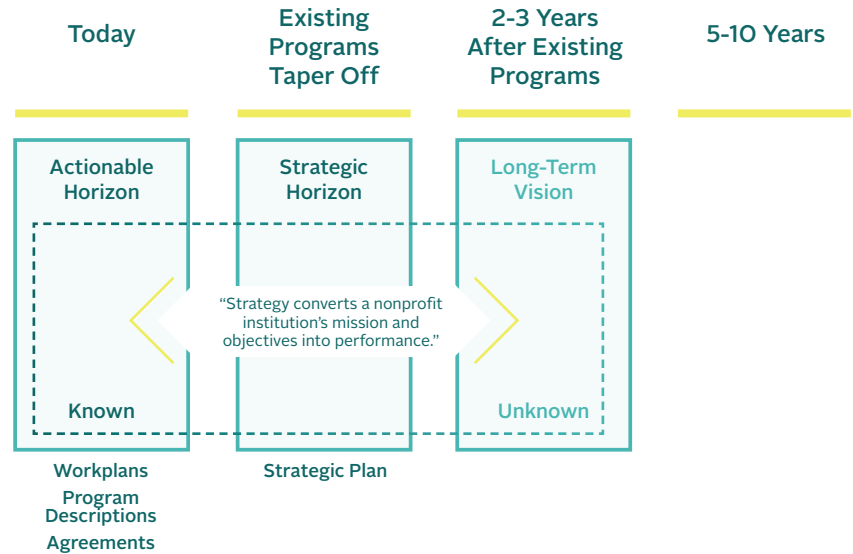 Today
Existing
Programs
Taper Off
2-3 Years
After Existing
Programs
5-10 Years
Actionable
Horizon
Strategic
Horizon
Long-Term
Vision
“Strategy converts a nonprofit
institution’s mission and
objectives into performance.”
Known
Unknown
Workplans
Program
Descriptions
Agreements
Strategic Plan